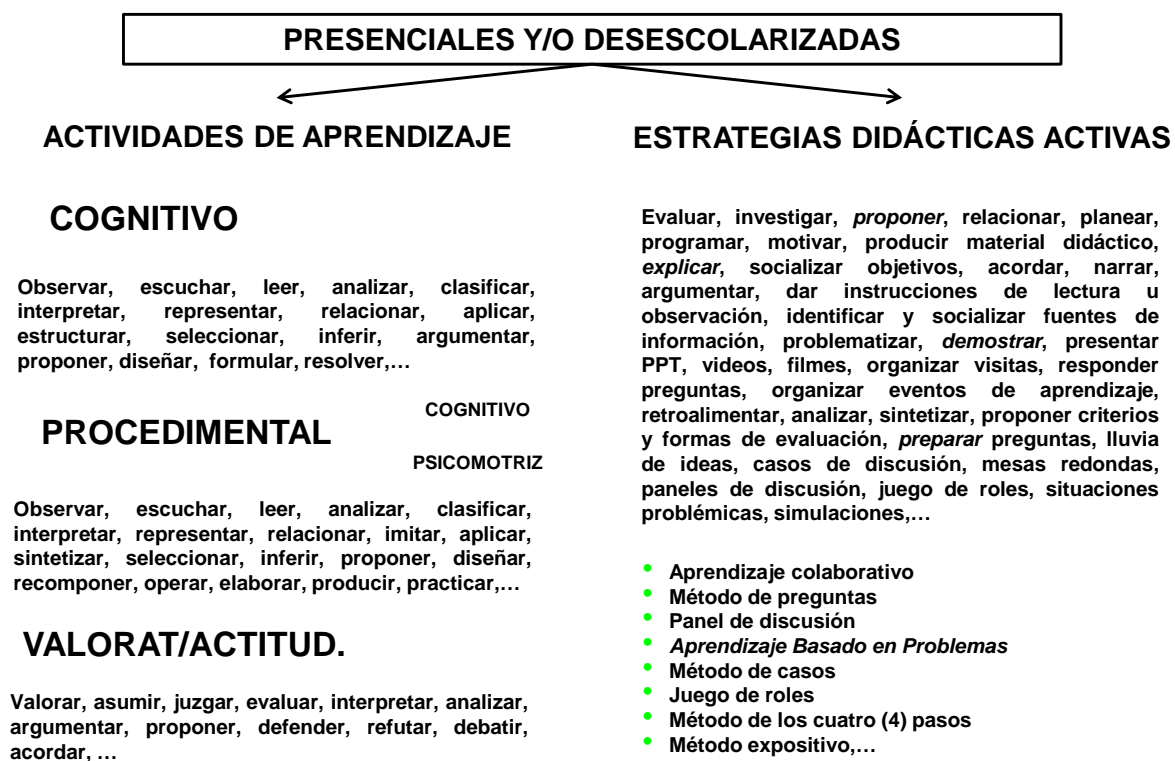 PRESENCIALES Y/O DESESCOLARIZADAS
ACTIVIDADES DE APRENDIZAJE
COGNITIVO
Observar, escuchar, leer, analizar, clasificar,
interpretar, representar, relacionar, aplicar,
estructurar, seleccionar, inferir, argumentar,
proponer, diseñar, formular, resolver,…
COGNITIVO
PROCEDIMENTAL
PSICOMOTRIZ
Observar, escuchar, leer, analizar, clasificar,
interpretar, representar, relacionar, imitar, aplicar,
sintetizar, seleccionar, inferir, proponer, diseñar,
recomponer, operar, elaborar, producir, practicar,…
VALORAT/ACTITUD.
Valorar, asumir, juzgar, evaluar, interpretar, analizar,
argumentar, proponer, defender, refutar, debatir,
acordar, …
ESTRATEGIAS DIDÁCTICAS ACTIVAS
Evaluar, investigar, proponer, relacionar, planear,
programar, motivar, producir material didáctico,
explicar, socializar objetivos, acordar, narrar,
argumentar, dar instrucciones de lectura u
observación, identificar y socializar fuentes de
información, problematizar, demostrar, presentar
PPT, videos, filmes, organizar visitas, responder
preguntas, organizar eventos de aprendizaje,
retroalimentar, analizar, sintetizar, proponer criterios
y formas de evaluación, preparar preguntas, lluvia
de ideas, casos de discusión, mesas redondas,
paneles de discusión, juego de roles, situaciones
problémicas, simulaciones,…
• Aprendizaje colaborativo
• Método de preguntas
• Panel de discusión
• Aprendizaje Basado en Problemas
• Método de casos
• Juego de roles
• Método de los cuatro (4) pasos
• Método expositivo,…